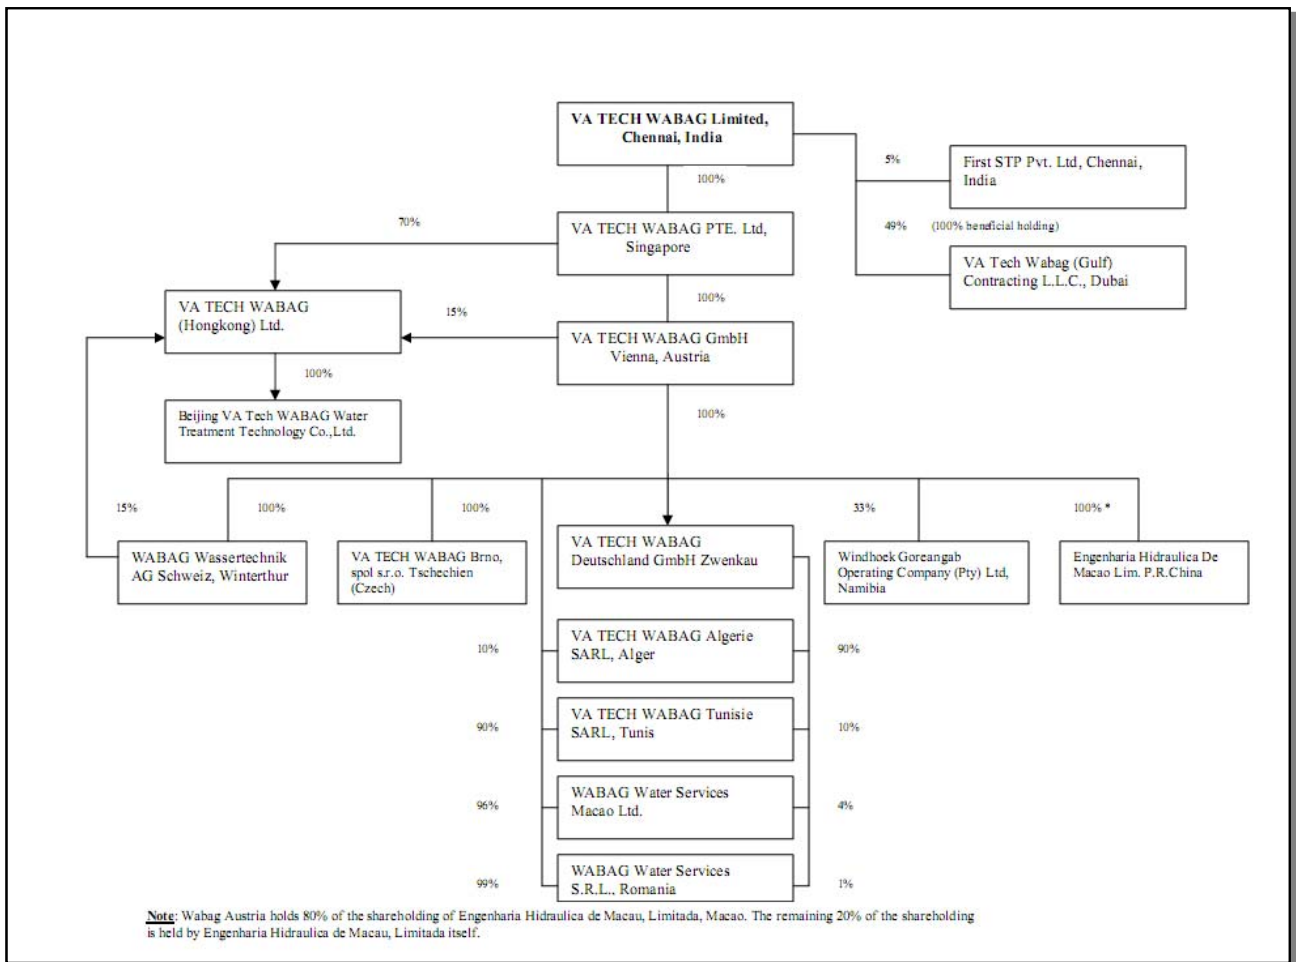 VA TECH WABAG Limited,
Chennai, India
5%
First STP Pvt. Ltd, Chennai,
India
100%
70%
VA TECH WABAG PTE. Ltd,
Singapore
49%
(100% beneficial holding)
VA Tech Wabag (Gulf)
Contracting L.L.C., Dubai
100%
VA TECH WABAG
(Hongkong) Ltd.
15%
VA TECH WABAG GmbH
Vienna, Austria
100%
Beijing VA Tech WABAG Water
Treatment Technology Co.,Ltd.
100%
15%
100%
100%
33%
100% *
WABAG Wassertechnik
AG Schweiz, Winterthur
VA TECH WABAG Brno,
spol s.r.o. Tschechien
(Czech)
VA TECH WABAG
Deutschland GmbH Zwenkau
Windhoek Goreangab
Operating Company (Pty) Ltd,
Namibia
Engenharia Hidraulica De
Macao Lim. P.R.China
10%
VA TECH WABAG Algerie
SARL, Alger
90%
90%
VA TECH WABAG Tunisie
SARL, Tunis
10%
96%
WABAG Water Services
Macao Ltd.
4%
99%
WABAG Water Services
S.R.L., Romania
1%
Note: Wabag Austria holds 80% of the shareholding of Engenharia Hidraulica de Macau, Limitada, Macao. The remaining 20% of the shareholding
is held by Engenharia Hidraulica de Macau, Limitada itself.